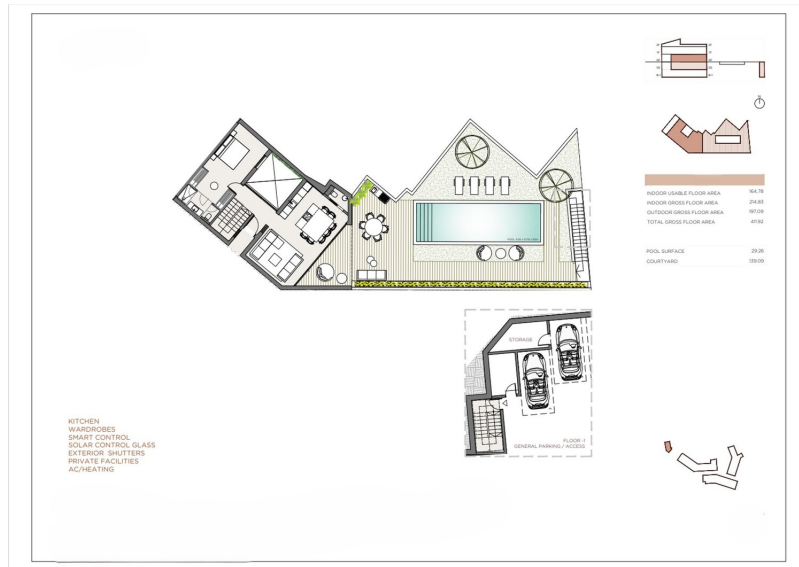 N
INDOOR USABLE FLOOR AREA 164,78
INDOOR GROSS FLOOR AREA 214,83
OUTDOOR GROSS FLOOR AREA 197,09
TOTAL GROSS FLOOR AREA 411,92
POOL SURFACE 29.26
COURTYARD 139.09
STORAGE
FLOOR -1
GENERAL PARKING / ACCESS
KITCHEN
WARDROBES
SMART CONTROL
SOLAR CONTROL GLASS
EXTERIOR SHUTTERS
PRIVATE FACILITIES
AC/HEATING